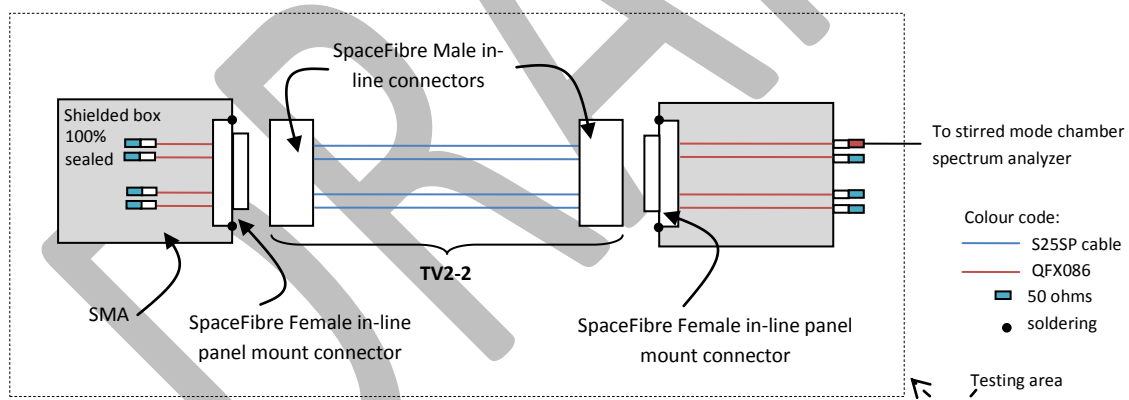 SpaceFibre Male in-
line connectors
Shielded box
100%
sealed
To stirred mode chamber
spectrum analyzer
Colour code:
S25SP cable
QFX086
50 ohms
soldering
TV2-2
SMA
SpaceFibre Female in-line
panel mount connector
SpaceFibre Female in-line panel
mount connector
Testing area
DRA